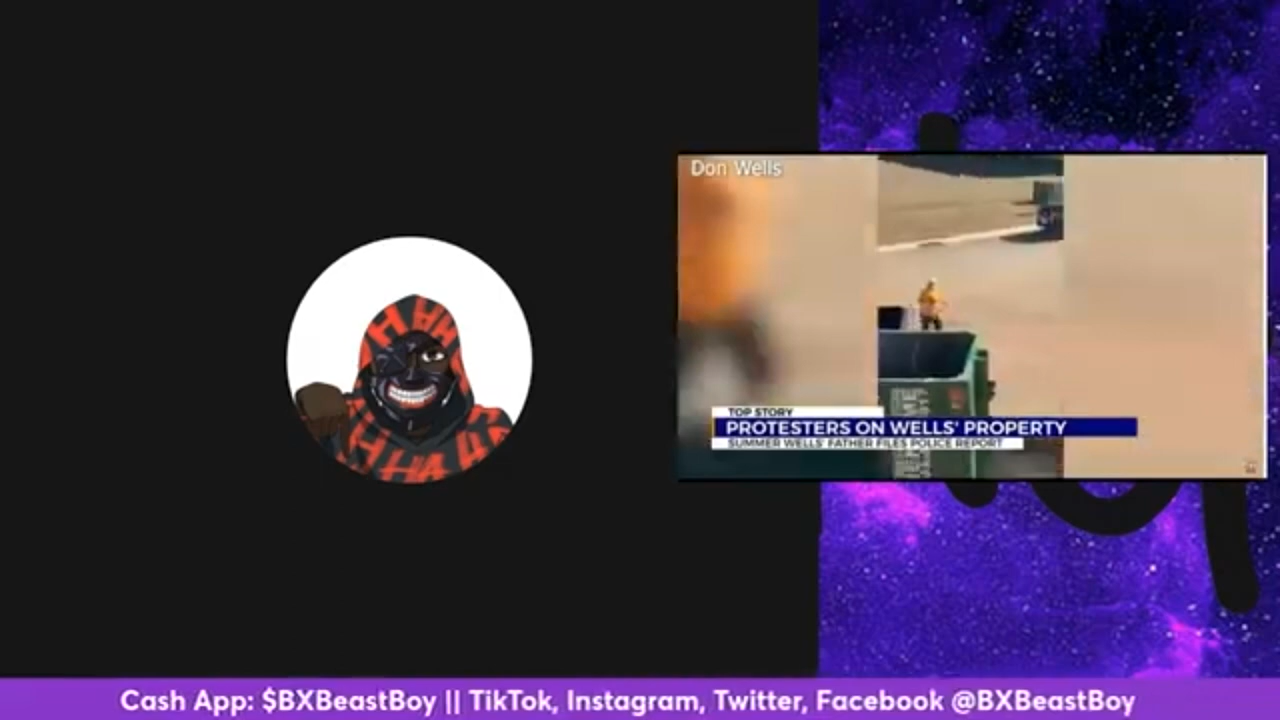 Don Wells
TOP STORY
PROTESTERS ON WELLS' PROPERTY
SUMMER WELLS' FATHER FILES POLICE REPORT
Cash App: $BXBeastBoy || TikTok, Instagram, Twitter, Facebook @BXBeastBoy